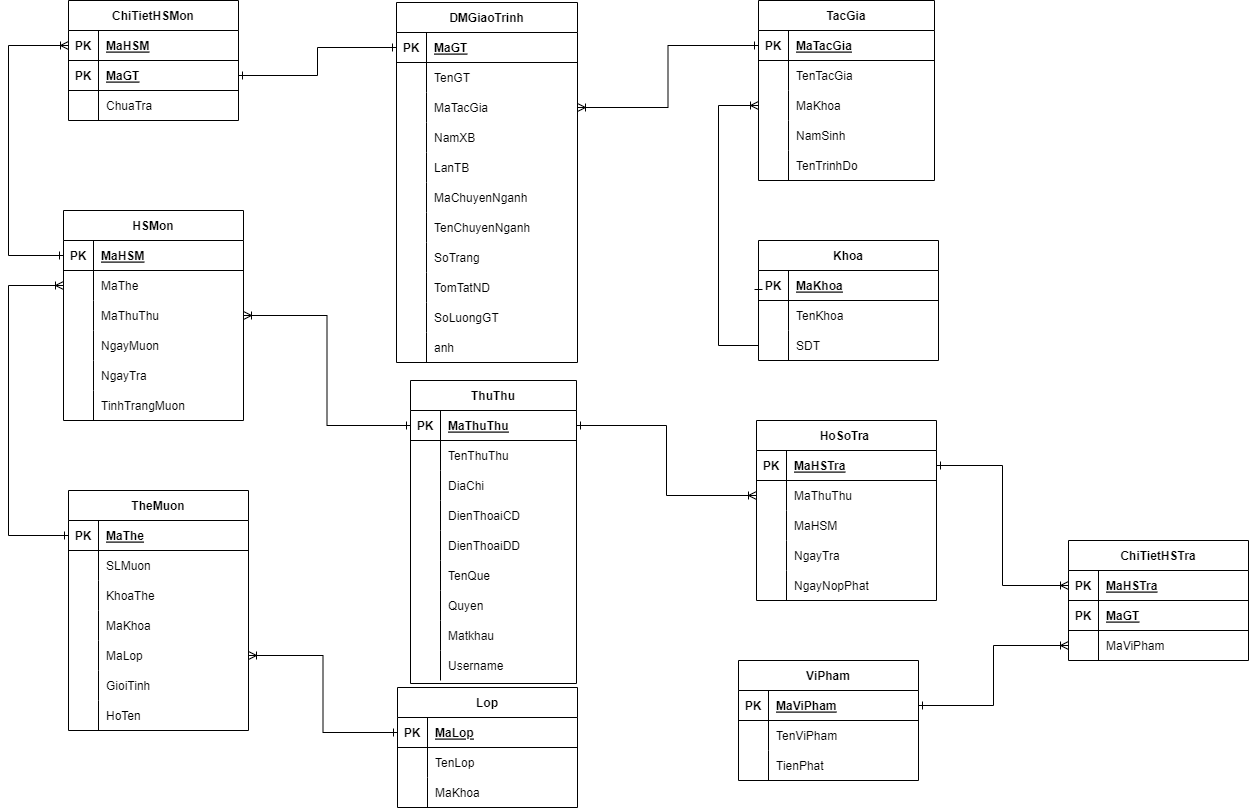 ChiTietHSMon
PK MaHSM
PK MaGT
ChuaTra
DMGiaoTrinh
PK MaGT
TenGT
MaTacGia
NamXB
LanTB
MaChuyenNganh
TenChuyenNganh
SoTrang
TomTatND
SoLuongGT
anh
TacGia
PK MaTacGia
TenTacGia
MaKhoa
NamSinh
TenTrinhDo
HSMon
PK MaHSM
MaThe
MaThuThu
NgayMuon
NgayTra
TinhTrangMuon
Khoa
PK MaKhoa
TenKhoa
SDT
ThuThu
PK MaThuThu
TenThuThu
DiaChi
DienThoaiCD
DienThoaiDD
TenQue
Quyen
Matkhau
Username
HoSoTra
PK MaHSTra
MaThuThu
MaHSM
NgayTra
NgayNopPhat
TheMuon
PK MaThe
SLMuon
KhoaThe
MaKhoa
MaLop
GioiTinh
HoTen
ChiTietHSTra
PK MaHSTra
PK MaGT
MaViPham
ViPham
PK MaViPham
TenViPham
TienPhat
Lop
PK MaLop
TenLop
MaKhoa